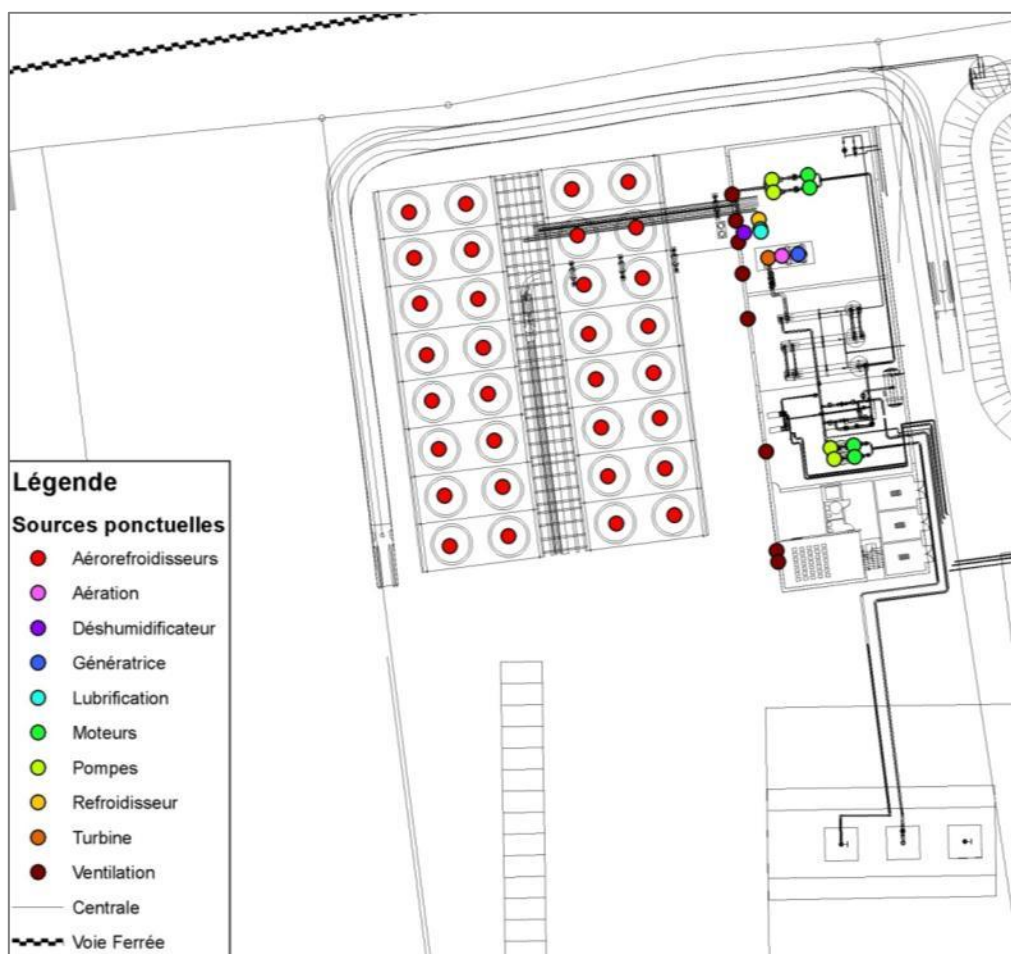 Légende
Sources ponctuelles
Aérorefroidisseurs
Aération
Déshumidificateur
Génératrice
Lubrification
Moteurs
Pompes
Refroidisseur
Turbine
Ventilation
Centrale
Voie Ferrée